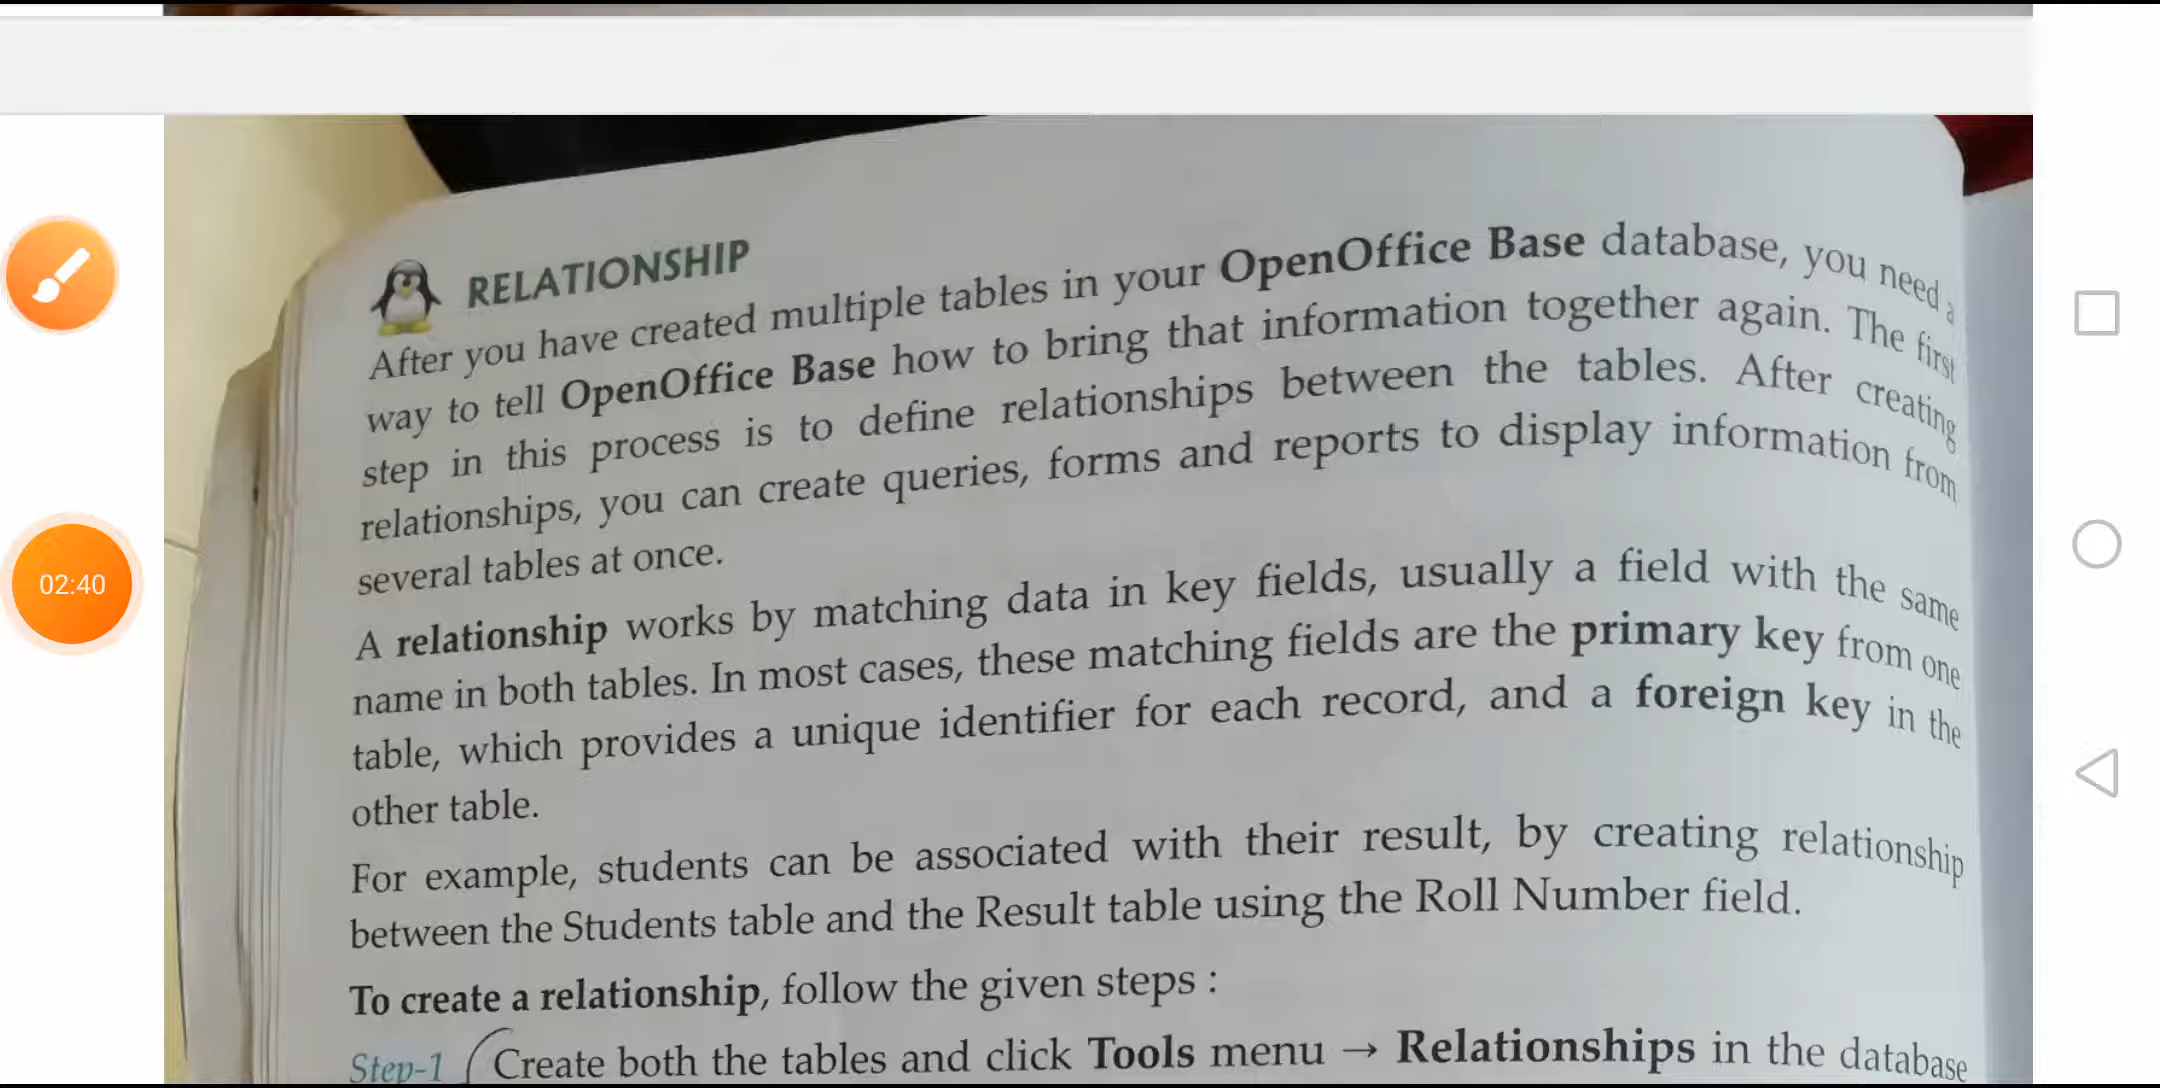 RELATIONSHIP
After you have created multiple tables in your OpenOffice Base database, you need a
way to tell OpenOffice Base how to bring that information together again. The first
step in this process is to define relationships between the tables. After creating
relationships, you can create queries, forms and reports to display information from
several tables at once.
A relationship works by matching data in key fields, usually a field with the same
name in both tables. In most cases, these matching fields are the primary key from one
table, which provides a unique identifier for each record, and a foreign key in the
other table.
For example, students can be associated with their result, by creating relationship
between the Students table and the Result table using the Roll Number field.
To create a relationship, follow the given steps :
Step-1 Create both the tables and click Tools menu → Relationships in the database
02:40